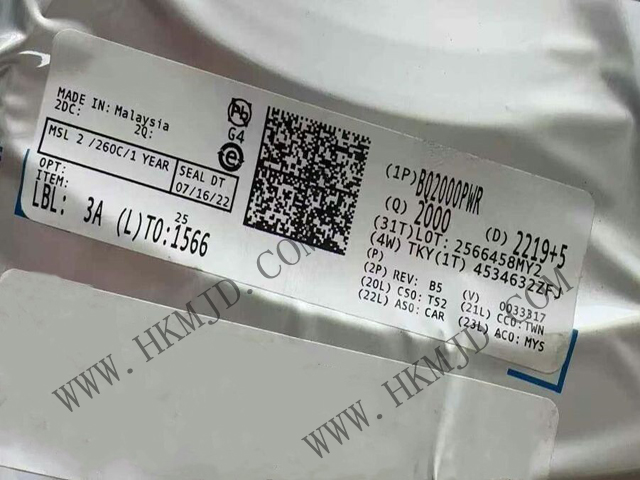 MADE IN: Malaysia
2DC: 2Q:
MSL 2 /260C/1 YEAR
SEAL DT
07/16/22
OPT:
ITEM:
LBL: 3A (L)TO:1566
25
Pb
G4
e
(1P)BQ2000PWR
(Q) 2000 (D) 2219+5
(31T)LOT: 2566458MY2
(4W) TKY(1T) 4534632ZFJ
(P)
(2P) REV: B5 (V) 0033317
(20L) CSO: TS2 (21L) CCO:TWN
(22L) ASO: CAR (23L) ACO: MYS
WWW.HKMJD.COM
WWW.HKMJD.COM